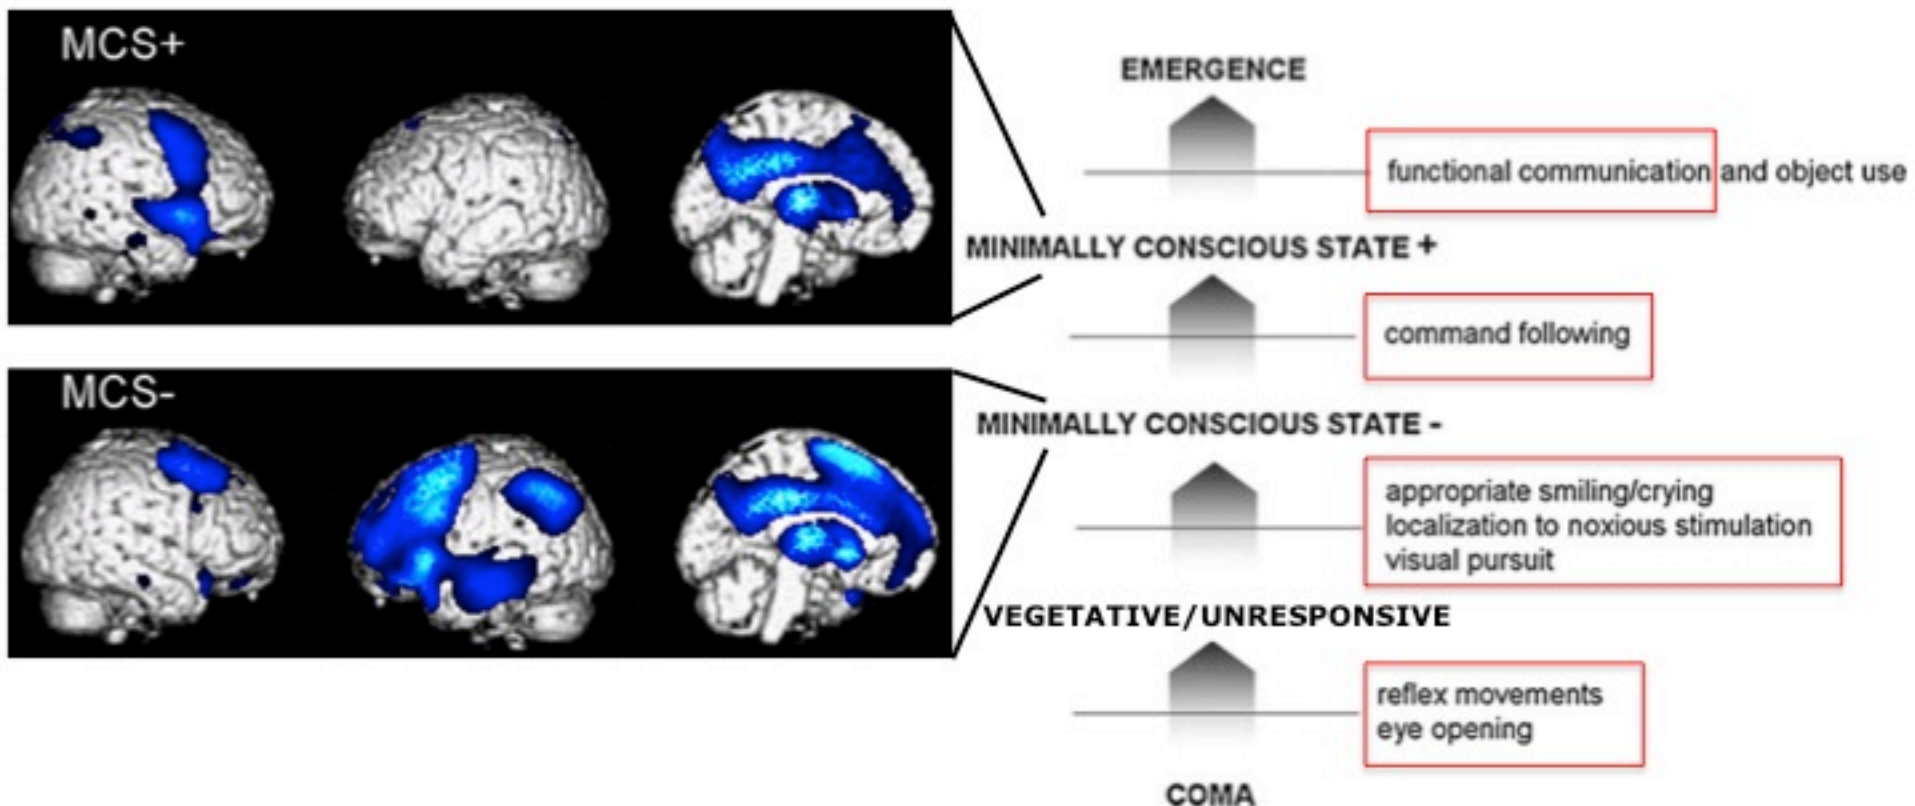 MCS+
EMERGENCE
functional communication and object use
MINIMALLY CONSCIOUS STATE +
command following
MCS-
MINIMALLY CONSCIOUS STATE -
appropriate smiling/crying
localization to noxious stimulation
visual pursuit
VEGETATIVE/UNRESPONSIVE
reflex movements
eye opening
COMA